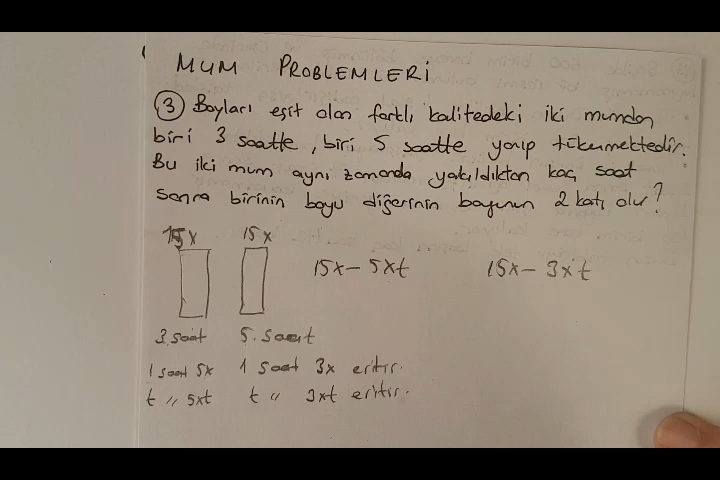 MUM PROBLEMLERİ
3 Boyları eşit olan farklı kalitedeki iki mumdan
biri 3 saatte, biri 5 saatte yanıp tükenmektedir.
Bu iki mum aynı zamanda yakıldıktan kaç saat
sonra birinin boyu diğerinin boyunun 2 katı olur?
15x 15x
15x - 5xt 15x - 3xt
3.saat 5.saat
1 saat 5x 1 saat 3x eritir.
t " 5xt t " 3xt eritir.